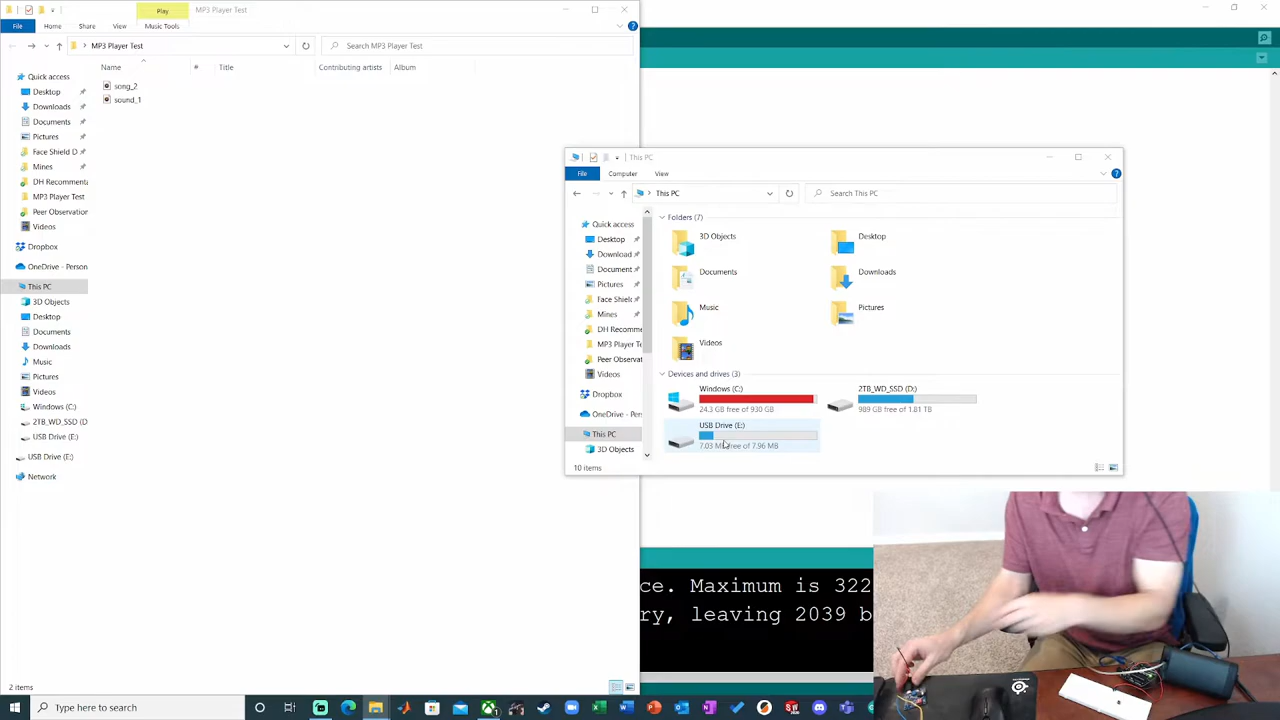 Play
MP3 Player Test
File
Home
Share
View
Music Tools
MP3 Player Test
Search MP3 Player Test
Name
#
Title
Contributing artists
Album
song_2
sound_1
Quick access
Desktop
Downloads
Documents
Pictures
Face Shield D
Mines
DH Recommenta
MP3 Player Test
Peer Observation
Videos
Dropbox
OneDrive - Person
This PC
3D Objects
Desktop
Documents
Downloads
Music
Pictures
Videos
Windows (C:)
2TB_WD_SSD (D
USB Drive (E:)
USB Drive (E:)
Network
2 items
This PC
File
Computer
View
This PC
Search This PC
Quick access
Desktop
Download
Document
Pictures
Face Shield
Mines
DH Recomme
MP3 Player Te
Peer Observat
Videos
Dropbox
OneDrive - Pers
This PC
3D Objects
Folders (7)
3D Objects
Desktop
Documents
Downloads
Music
Pictures
Videos
Devices and drives (3)
Windows (C:)
24.3 GB free of 930 GB
2TB_WD_SSD (D:)
989 GB free of 1.81 TB
USB Drive (E:)
7.03 MB free of 7.96 MB
10 items
ce. Maximum is 322
ry, leaving 2039 b
Type here to search